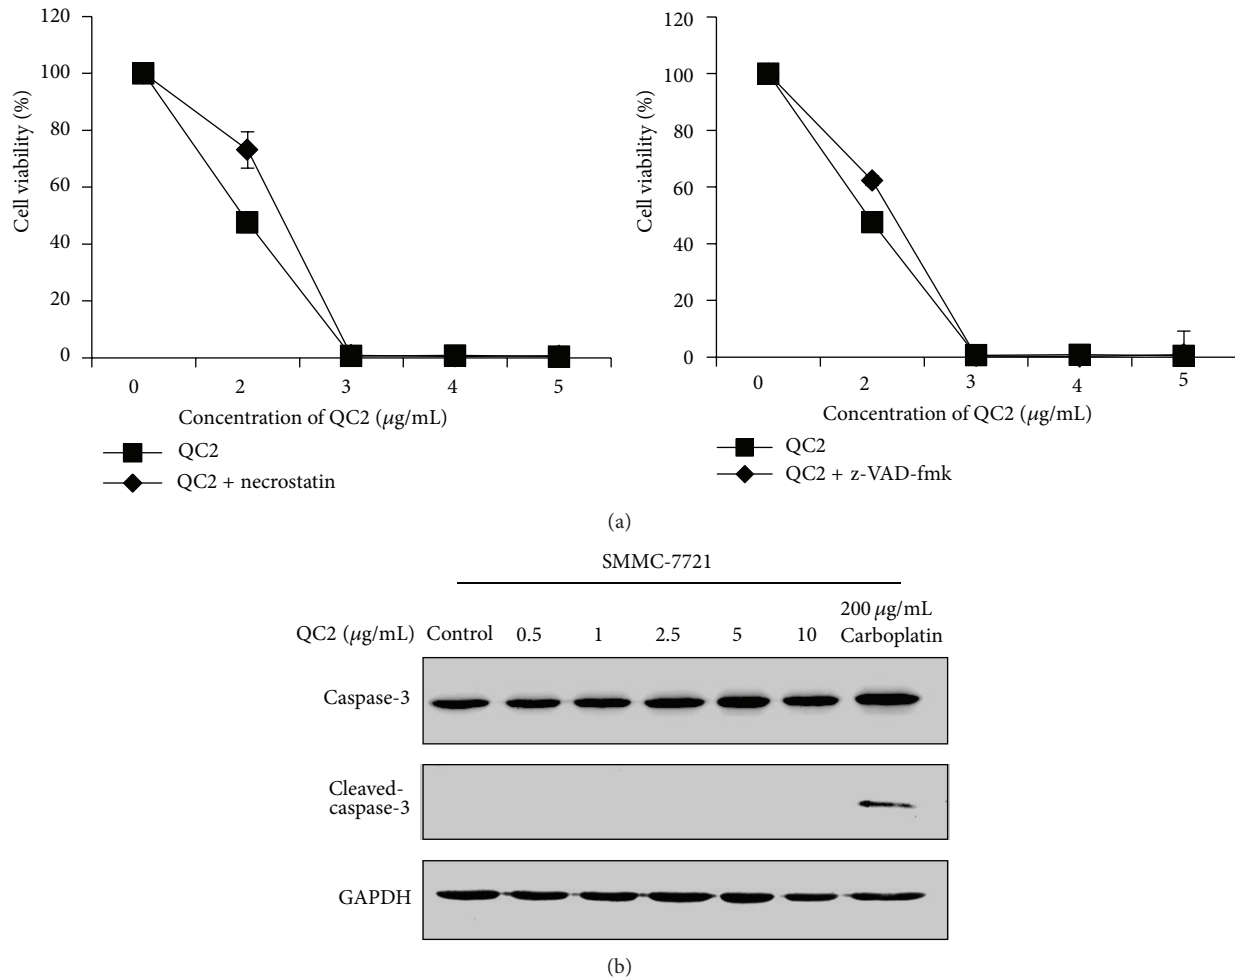 120
100
80
60
40
20
0
Cell viability (%)
0 2 3 4 5
Concentration of QC2 (μg/mL)
QC2
QC2 + necrostatin
120
100
80
60
40
20
0
Cell viability (%)
0 2 3 4 5
Concentration of QC2 (μg/mL)
QC2
QC2 + z-VAD-fmk
(a)
SMMC-7721
200 μg/mL
QC2 (μg/mL) Control 0.5 1 2.5 5 10 Carboplatin
Caspase-3
Cleaved-
caspase-3
GAPDH
(b)